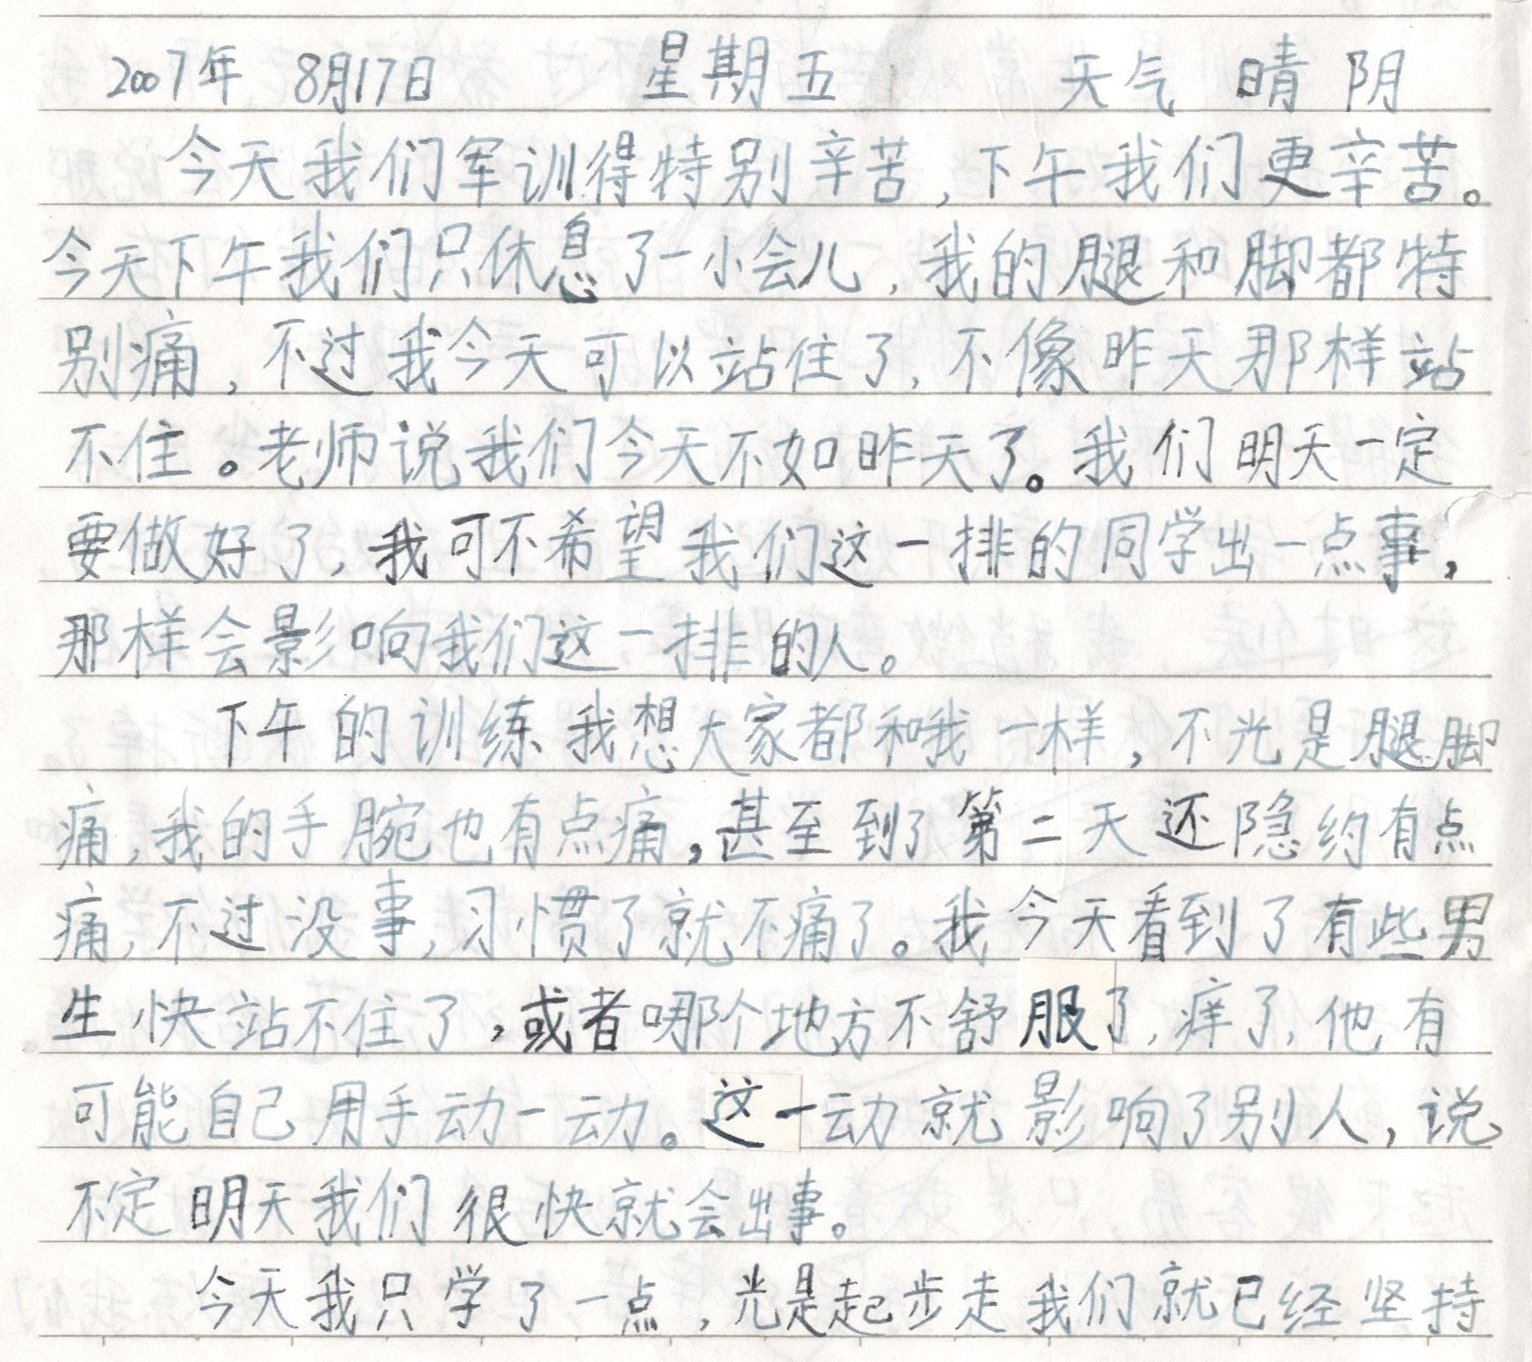 2007年 8月17日 星期五 天气 晴 阴
今天我们军训得特别辛苦,下午我们更辛苦。
今天下午我们只休息了一小会儿,我的腿和脚都特
别痛,不过我今天可以站住了,不像昨天那样站
不住。老师说我们今天不如昨天了。我们明天一定
要做好了,我可不希望我们这一排的同学出一点事,
那样会影响我们这一排的人。
下午的训练我想大家都和我一样,不光是腿脚
痛,我的手腕也有点痛,甚至到了第二天还隐约有点
痛,不过没事,习惯了就不痛了。我今天看到了有些男
生快站不住了,或者哪个地方不舒服了,痒了,他有
可能自己用手动一动。这一动就影响了别人,说
不定明天我们很快就会出事。
今天我只学了一点,光是起步走我们就已经坚持